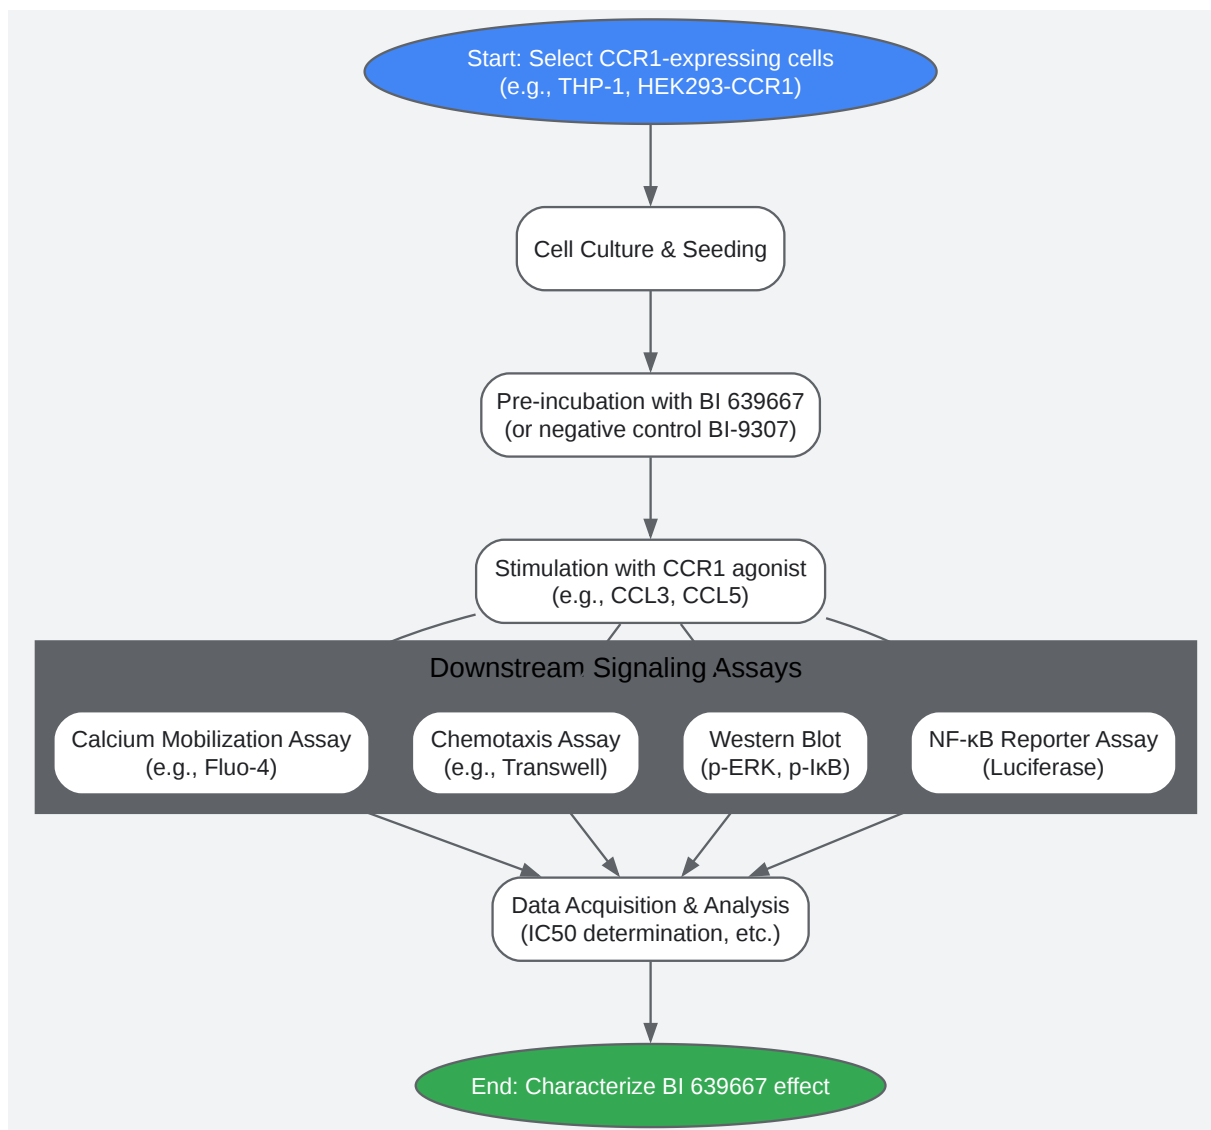 Start: Select CCR1-expressing cells
(e.g., THP-1, HEK293-CCR1)
Cell Culture & Seeding
Pre-incubation with BI 639667
(or negative control BI-9307)
Stimulation with CCR1 agonist
(e.g., CCL3, CCL5)
Downstream Signaling Assays
Calcium Mobilization Assay
(e.g., Fluo-4)
Chemotaxis Assay
(e.g., Transwell)
Western Blot
(p-ERK, p-IκB)
NF-κB Reporter Assay
(Luciferase)
Data Acquisition & Analysis
(IC50 determination, etc.)
End: Characterize BI 639667 effect